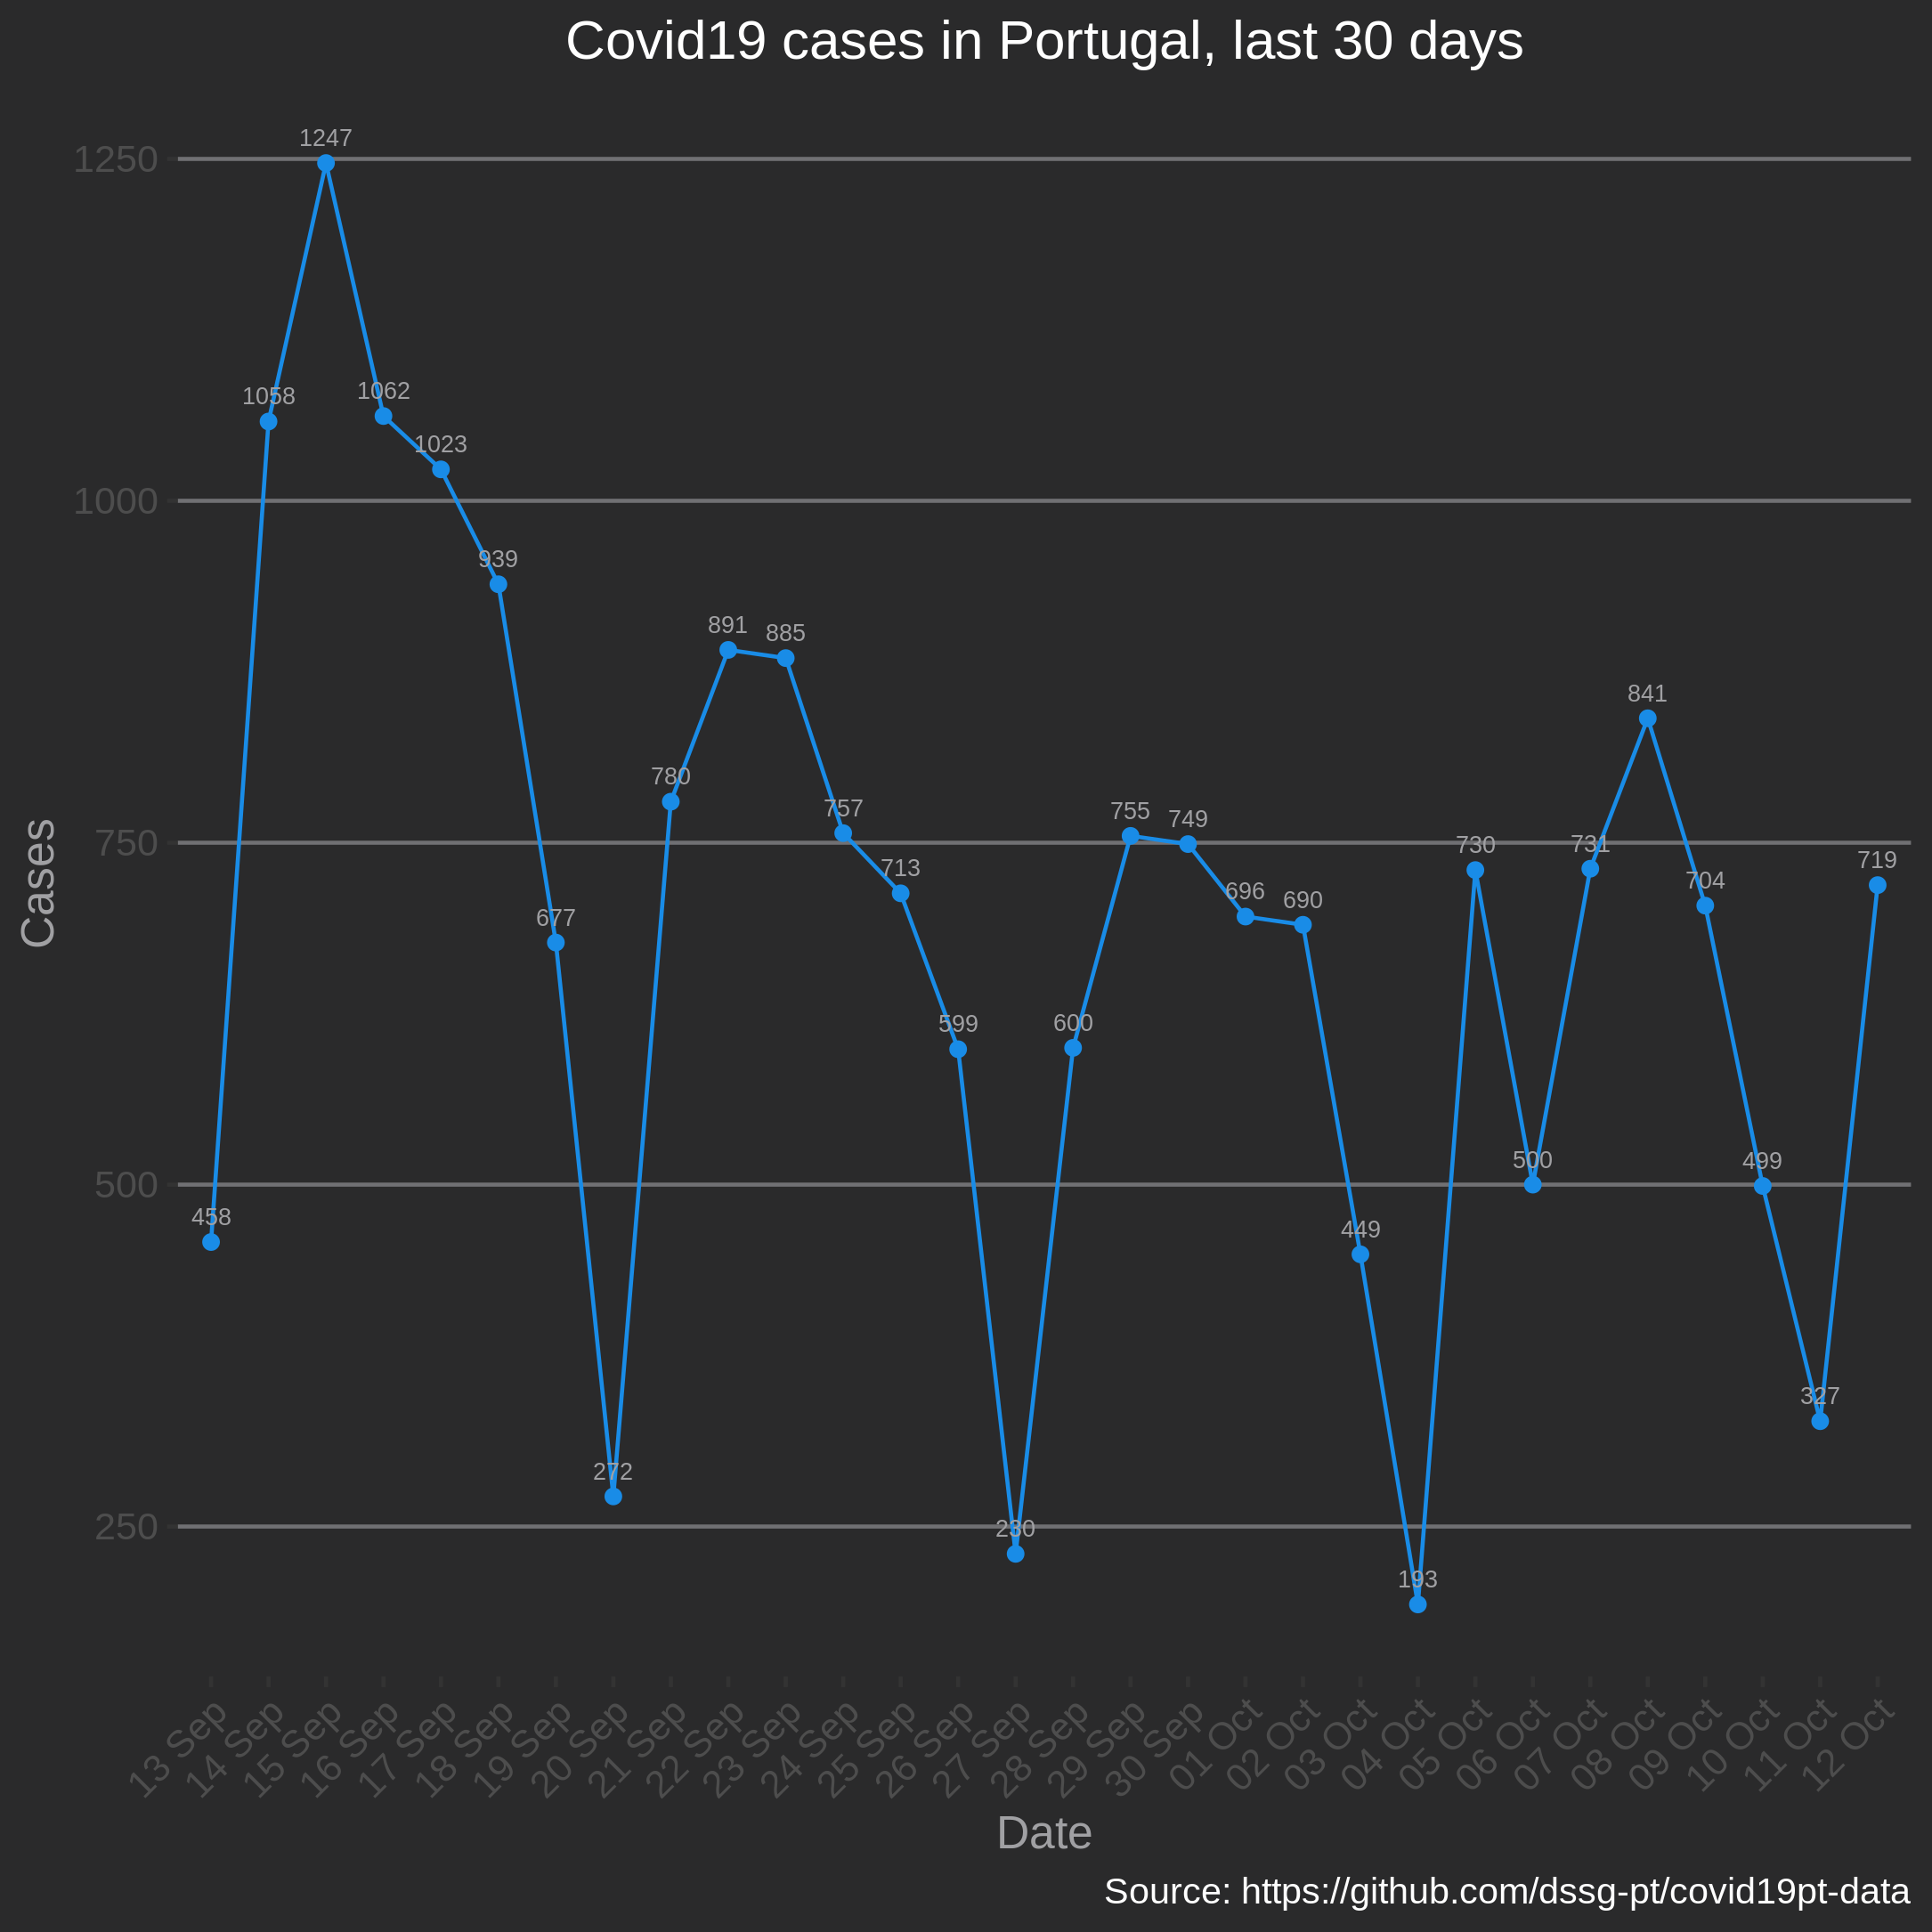 Covid19 cases in Portugal, last 30 days
1250
1000
750
500
250
Cases
458
1058
1247
1062
1023
939
677
272
780
891
885
757
713
599
230
600
755
749
696
690
449
193
730
500
731
841
704
499
327
719
13 Sep
14 Sep
15 Sep
16 Sep
17 Sep
18 Sep
19 Sep
20 Sep
21 Sep
22 Sep
23 Sep
24 Sep
25 Sep
26 Sep
27 Sep
28 Sep
29 Sep
30 Sep
01 Oct
02 Oct
03 Oct
04 Oct
05 Oct
06 Oct
07 Oct
08 Oct
09 Oct
10 Oct
11 Oct
12 Oct
Date
Source: https://github.com/dssg-pt/covid19pt-data